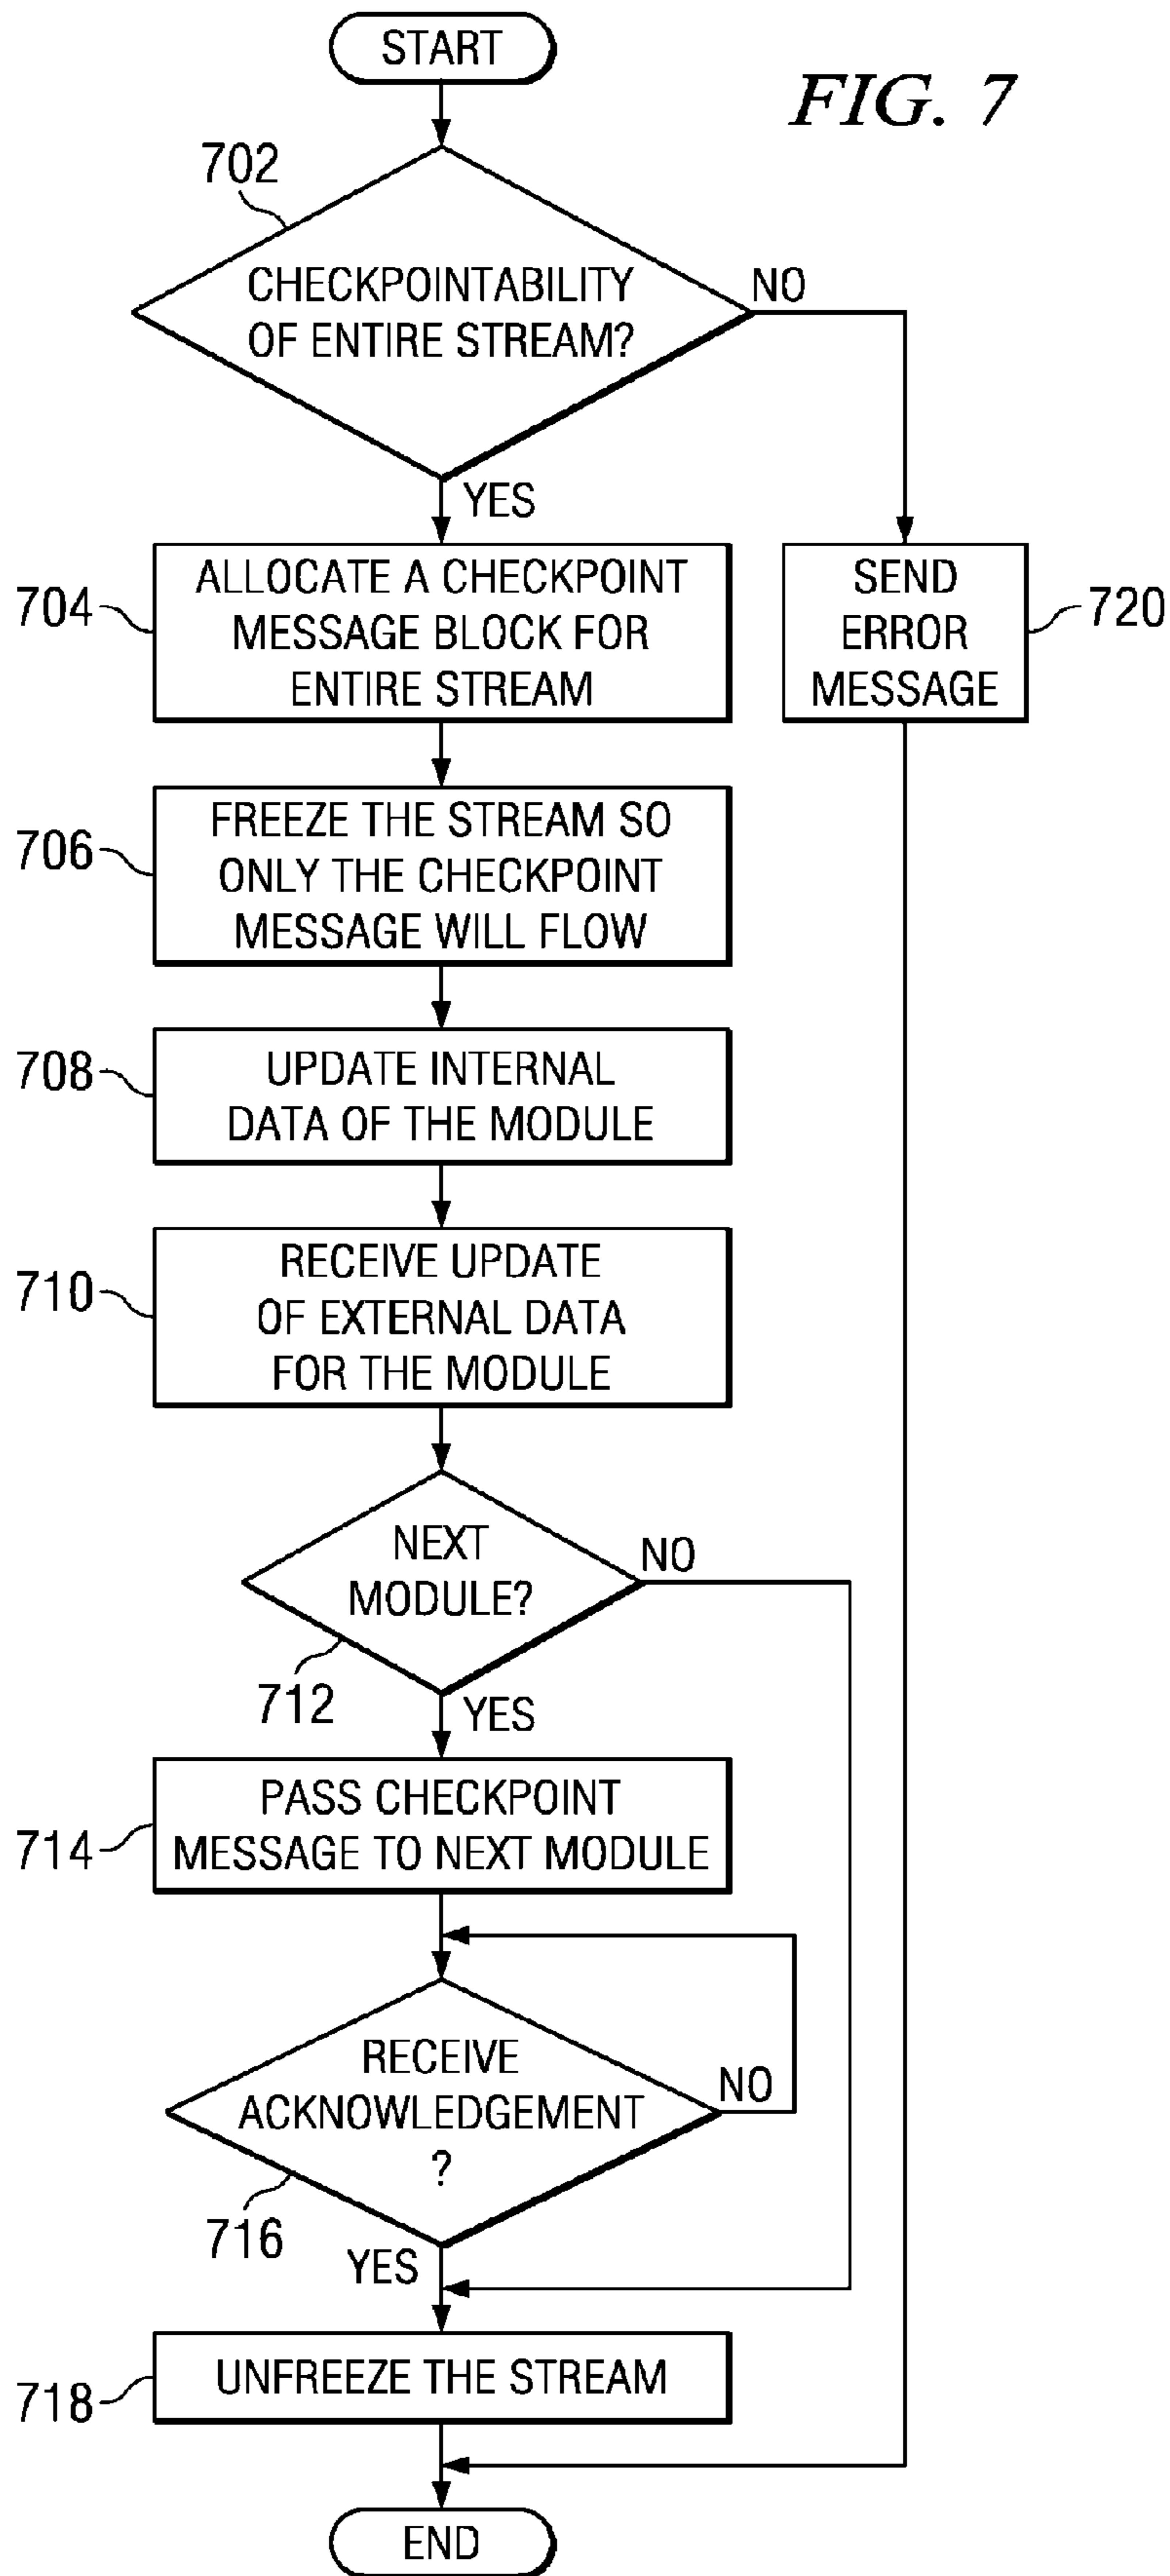 START
FIG. 7
702
CHECKPOINTABILITY
OF ENTIRE STREAM?
NO
YES
704
ALLOCATE A CHECKPOINT
MESSAGE BLOCK FOR
ENTIRE STREAM
SEND
ERROR
MESSAGE
720
706
FREEZE THE STREAM SO
ONLY THE CHECKPOINT
MESSAGE WILL FLOW
708
UPDATE INTERNAL
DATA OF THE MODULE
710
RECEIVE UPDATE
OF EXTERNAL DATA
FOR THE MODULE
NEXT
MODULE?
NO
712
YES
714
PASS CHECKPOINT
MESSAGE TO NEXT MODULE
RECEIVE
ACKNOWLEDGEMENT
?
NO
716
YES
718
UNFREEZE THE STREAM
END